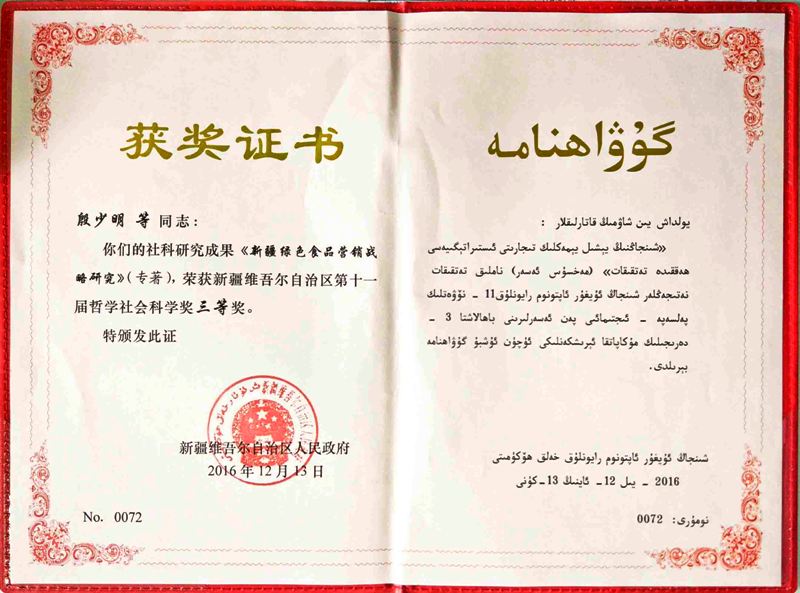 获奖证书
殷少明 等 同志：
你们的社科研究成果《新疆绿色食品营销战
略研究》（专著），荣获新疆维吾尔自治区第十一
届哲学社会科学奖三等奖。
特颁发此证
新疆维吾尔自治区人民政府
2016年12月13日
No. 0072
گۇۋاھنامە
يولداش يىن شاۋمىڭ قاتارلىقلار :
«شىنجاڭنىڭ يېشىل يېمەكلىك تىجارىتى ئىستراتېگىيەسى
ھەققىدە تەتقىقات» (مەخسۇس ئەسەر) ناملىق تەتقىقات
نەتىجەڭلەر شىنجاڭ ئۇيغۇر ئاپتونوم رايونلۇق 11- نۆۋەتلىك
پەلسەپە - ئىجتىمائىي پەن ئەسەرلىرىنى باھالاشتا 3 -
دەرىجىلىك مۇكاپاتقا ئېرىشكەنلىكى ئۈچۈن ئۇشبۇ گۇۋاھنامە
بېرىلدى.
شىنجاڭ ئۇيغۇر ئاپتونوم رايونلۇق خەلق ھۆكۈمىتى
2016 - يىل 12- ئاينىڭ 13-كۈنى
نومۇرى: 0072